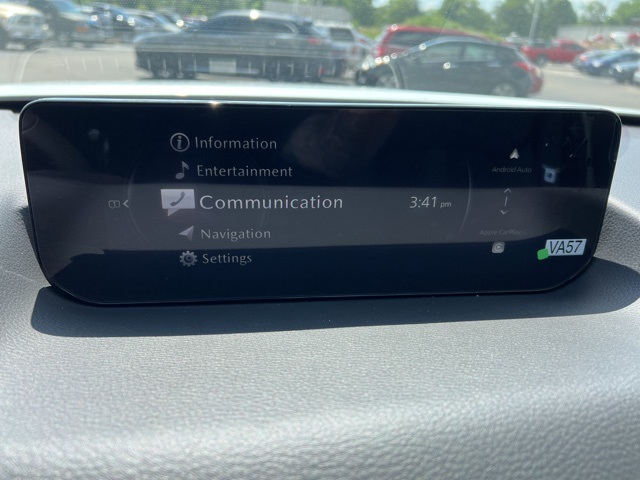 Information
Entertainment
Communication
3:41 pm
Navigation
Settings
Android Auto
Apple CarPlay
VA57